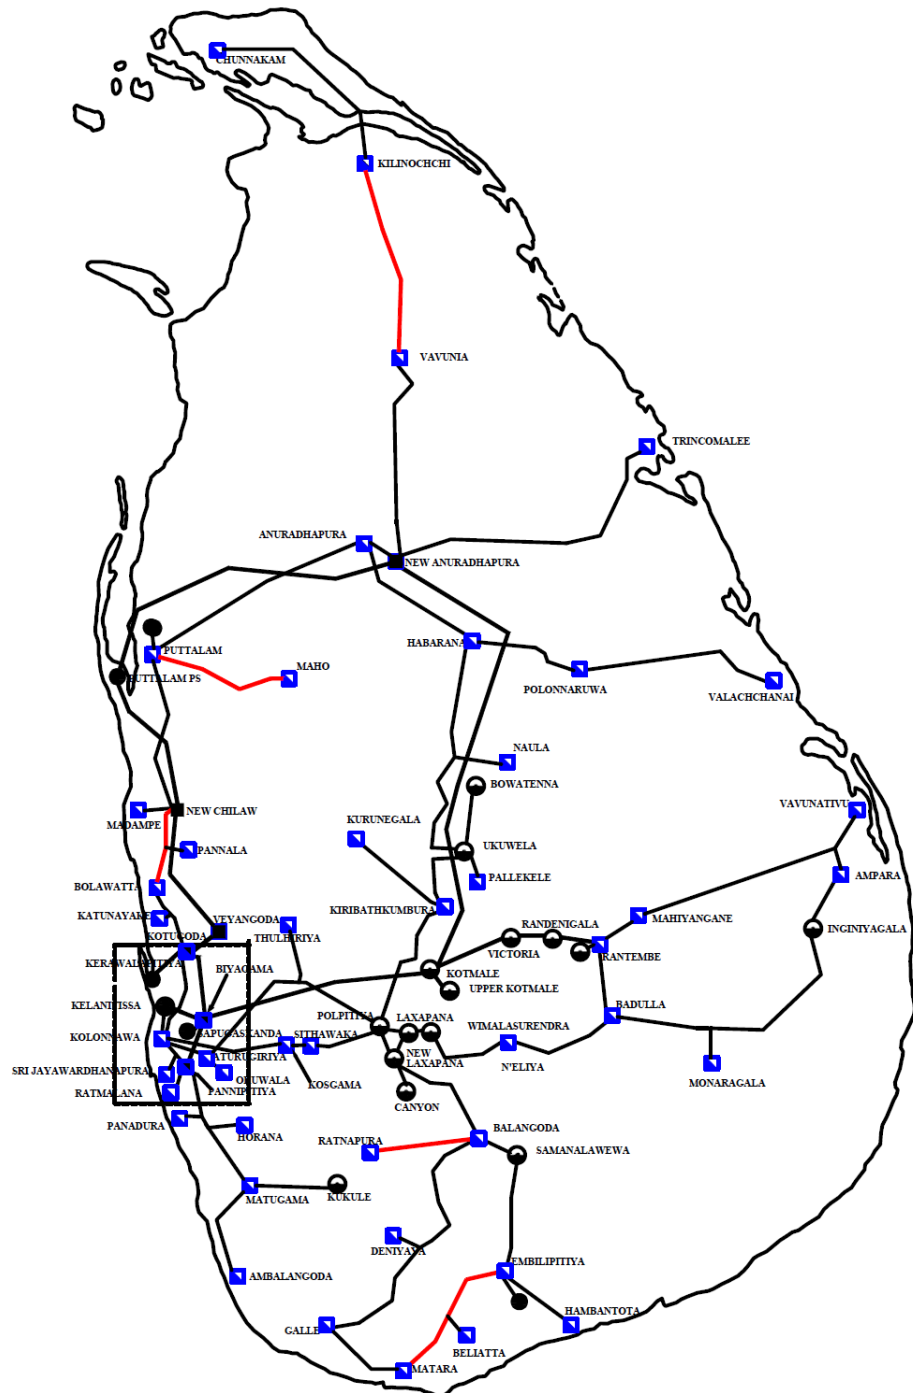 CHUNNAKAM
KILINOCHCHI
VAVUNIA
TRINCOMALEE
ANURADHAPURA
NEW ANURADHAPURA
HABARANA
PUTTALAM
MAHO
PUTTALAM PS
POLONNARUWA
VALACHCHANAI
NAULA
BOWATENNA
VAVUNATIVU
NEW CHILAW
MADAMPE
KURUNEGALA
UKUWELA
PANNALA
PALLEKELE
AMPARA
BOLAWATTA
KIRIBATHKUMBURA
KATUNAYAKE
VEYANGODA
RANDENIGALA
MAHIYANGANE
THULHIRIYA
INGINIYAGALA
KOTUGODA
VICTORIA
RANTEMBE
KERAWALAPITIYA
BIYAGAMA
KOTMALE
UPPER KOTMALE
KELANITISSA
BADULLA
POLPITIYA
LAXAPANA
WIMALASURENDRA
SAPUGASKANDA
SITHAWAKA
KOLONNAWA
N'ELIYA
NEW
LAXAPANA
ATURUGIRIYA
MONARAGALA
SRI JAYAWARDHANAPURA
ORUWALA
KOSGAMA
PANNIPITIYA
RATMALANA
CANYON
PANADURA
HORANA
BALANGODA
RATNAPURA
SAMANALAWEWA
MATUGAMA
KUKULE
DENIYAYA
EMBILIPITIYA
AMBALANGODA
HAMBANTOTA
GALLE
BELIATTA
MATARA